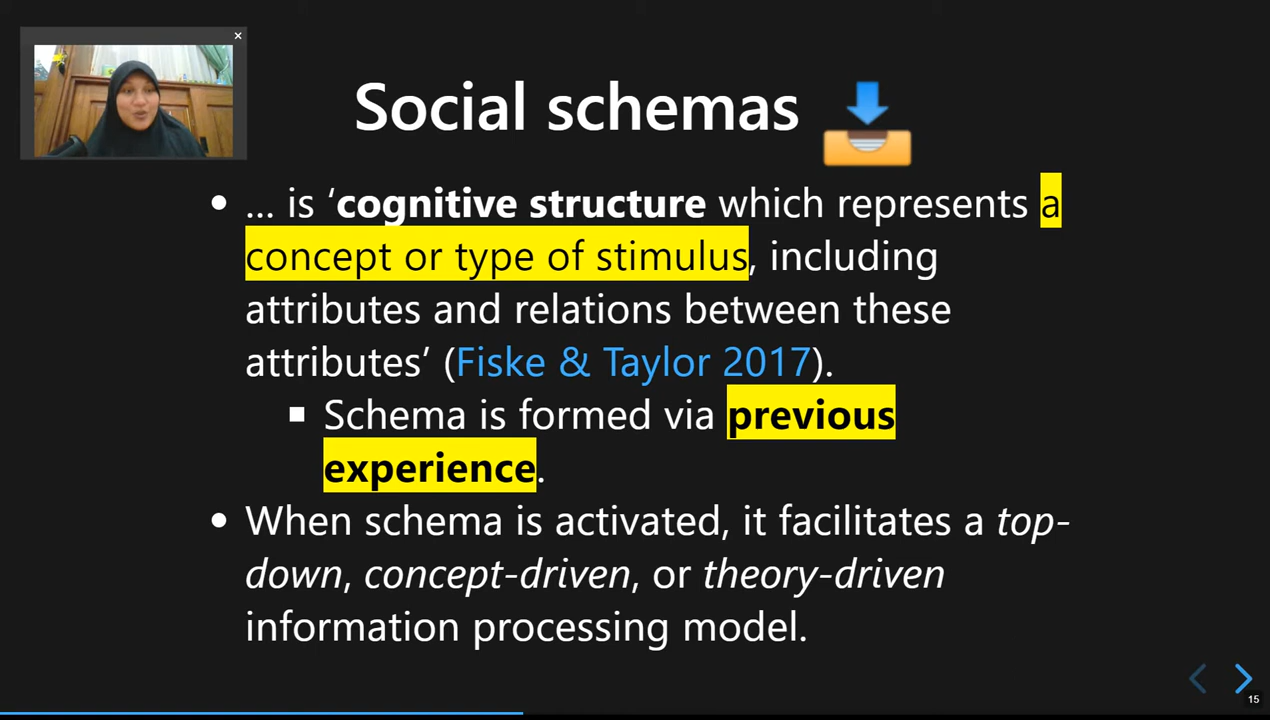 Social schemas
… is ‘cognitive structure which represents a
concept or type of stimulus, including
attributes and relations between these
attributes’ (Fiske & Taylor 2017).
Schema is formed via previous
experience.
When schema is activated, it facilitates a top-
down, concept-driven, or theory-driven
information processing model.
15